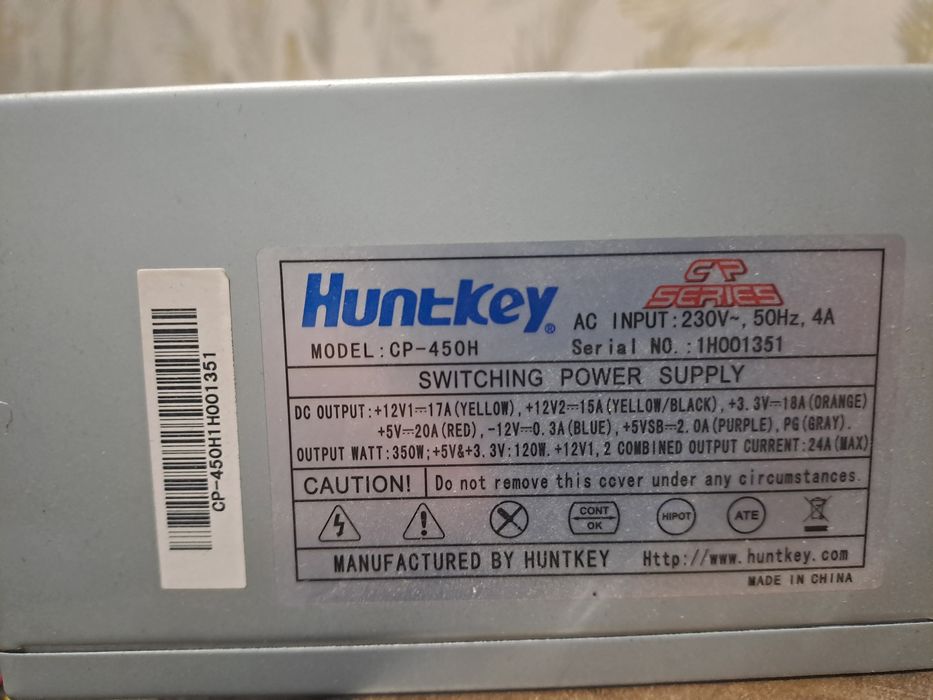 CP-450H1H001351
Huntkey®
CP
SERIES
AC INPUT:230V~, 50Hz, 4A
MODEL:CP-450H
Serial NO.:1H001351
SWITCHING POWER SUPPLY
DC OUTPUT:+12V1⎓17A(YELLOW), +12V2⎓15A(YELLOW/BLACK), +3.3V⎓18A(ORANGE)
+5V⎓20A(RED), -12V⎓0.3A(BLUE), +5VSB⎓2.0A(PURPLE), PG(GRAY).
OUTPUT WATT:350W;+5V&+3.3V:120W. +12V1, 2 COMBINED OUTPUT CURRENT:24A(MAX)
CAUTION! Do not remove this cover under any circumstances.
CONT
OK
HIPOT
ATE
MANUFACTURED BY HUNTKEY Http://www.huntkey.com
MADE IN CHINA